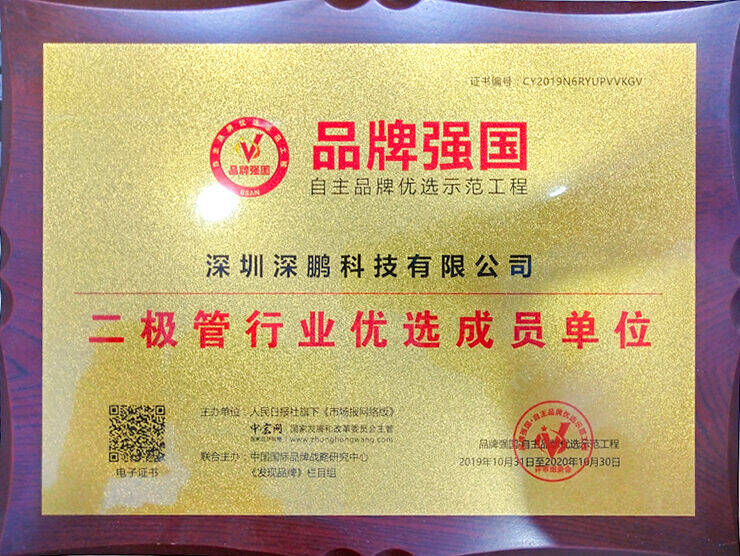 证书编号：CY2019N6RYUPVVKGV
品牌强国
BSAN
品牌强国
自主品牌优选示范工程
深圳深鹏科技有限公司
二极管行业优选成员单位
主办单位：人民日报社旗下《市场报网络版》
中宏网 国家发展和改革委员会主管
www.zhonghongwang.com
联合主办：中国国际品牌战略研究中心
《发现品牌》栏目组
电子证书
品牌强国·自主品牌优选示范工程
2019年10月31日至2020年10月30日